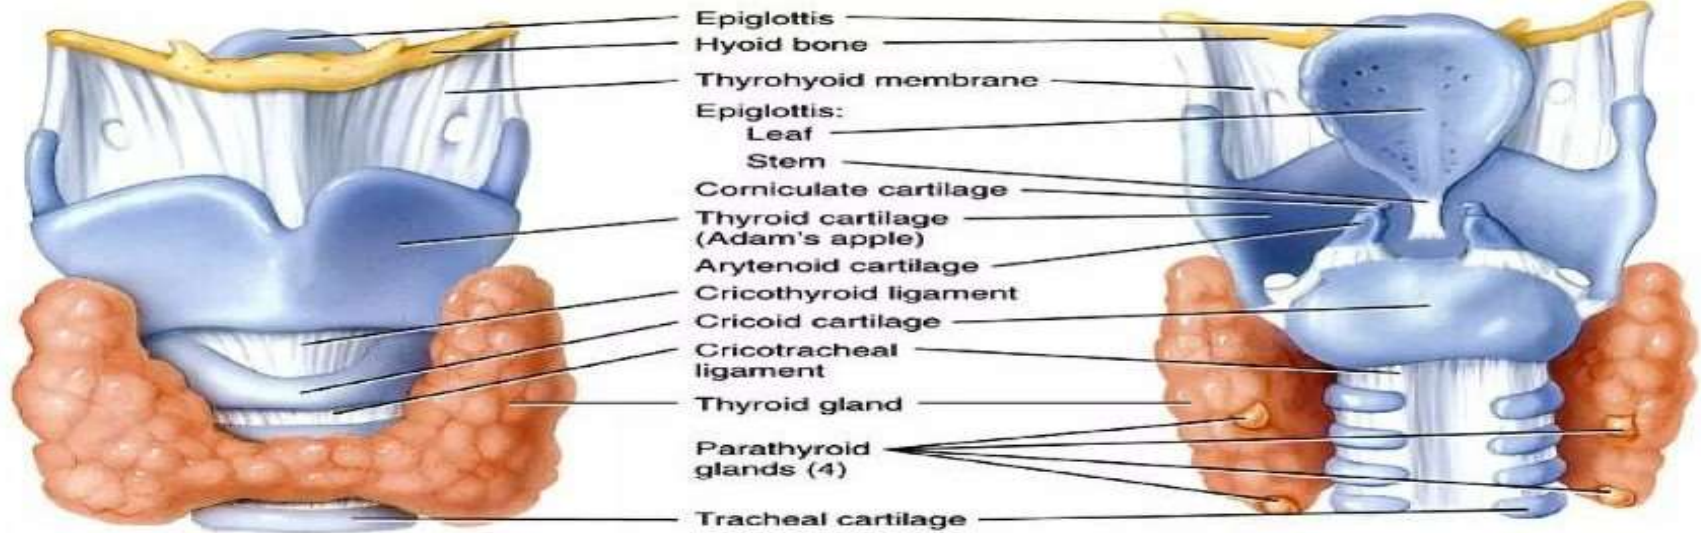 Epiglottis
Hyoid bone
Thyrohyoid membrane
Epiglottis:
Leaf
Stem
Corniculate cartilage
Thyroid cartilage
(Adam's apple)
Arytenoid cartilage
Cricothyroid ligament
Cricoid cartilage
Cricotracheal
ligament
Thyroid gland
Parathyroid
glands (4)
Tracheal cartilage